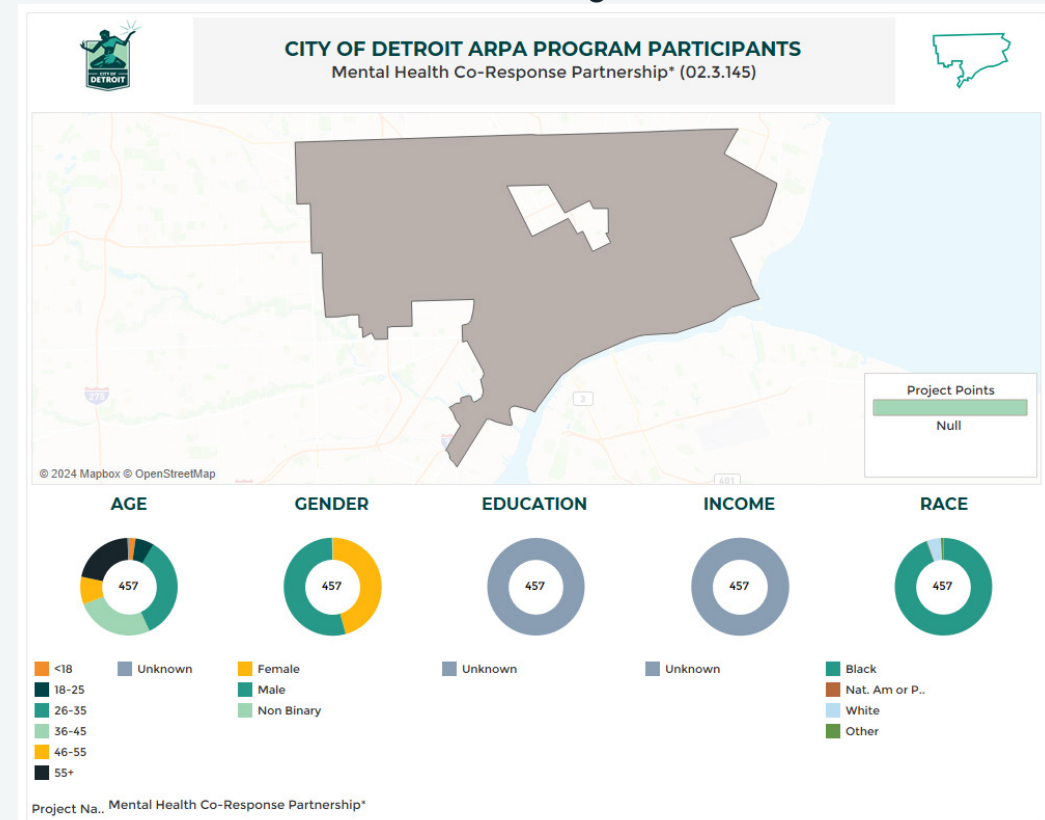 CITY OF
DETROIT
CITY OF DETROIT ARPA PROGRAM PARTICIPANTS
Mental Health Co-Response Partnership* (02.3.145)
275
3
401
Project Points
Null
© 2024 Mapbox © OpenStreetMap
AGE
GENDER
EDUCATION
INCOME
RACE
457
457
457
457
457
<18
18-25
26-35
36-45
46-55
55+
Unknown
Female
Male
Non Binary
Unknown
Unknown
Black
Nat. Am or P..
White
Other
Project Na.. Mental Health Co-Response Partnership*